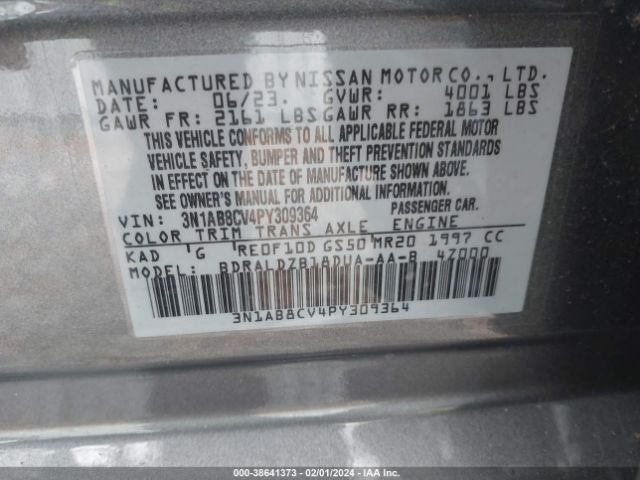 MANUFACTURED BY NISSAN MOTOR CO., LTD.
DATE: 06/23. GVWR: 4001 LBS
GAWR FR: 2161 LBS GAWR RR: 1863 LBS
THIS VEHICLE CONFORMS TO ALL APPLICABLE FEDERAL MOTOR
VEHICLE SAFETY, BUMPER AND THEFT PREVENTION STANDARDS
IN EFFECT ON THE DATE OF MANUFACTURE SHOWN ABOVE.
SEE OWNER'S MANUAL FOR ADDITIONAL INFORMATION.
VIN: 3N1AB8CV4PY309364 PASSENGER CAR.
COLOR TRIM TRANS AXLE ENGINE
KAD G RE0F10D GS50 MR20 1997 CC
MODEL: BDRALDZB18DUA-AA-B 4Z000
3N1AB8CV4PY309364
000-38641373 - 02/01/2024 - IAA Inc.